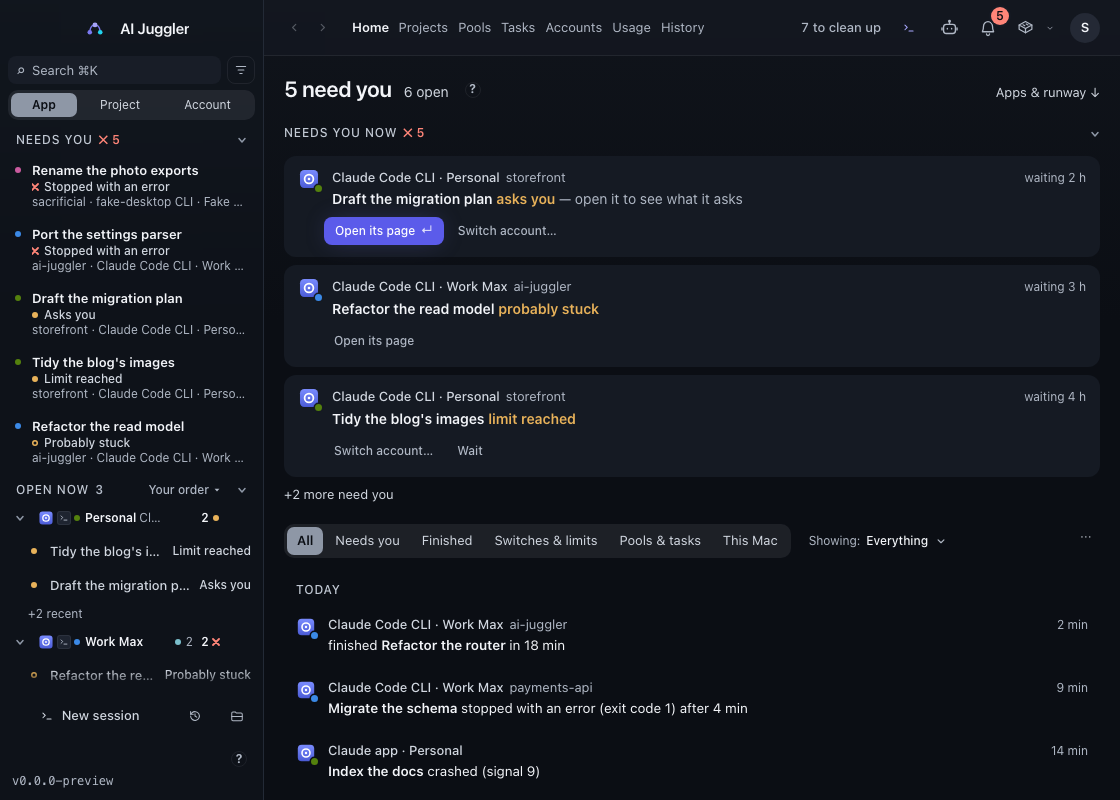 AI Juggler
Search ⌘K
App Project Account
NEEDS YOU 5
Rename the photo exports
Stopped with an error
sacrificial · fake-desktop CLI · Fake ...
Port the settings parser
Stopped with an error
ai-juggler · Claude Code CLI · Work ...
Draft the migration plan
Asks you
storefront · Claude Code CLI · Perso...
Tidy the blog's images
Limit reached
storefront · Claude Code CLI · Perso...
Refactor the read model
Probably stuck
ai-juggler · Claude Code CLI · Work ...
OPEN NOW 3 Your order
Personal Cl... 2
Tidy the blog's i... Limit reached
Draft the migration p... Asks you
+2 recent
Work Max 2 2
Refactor the re... Probably stuck
New session
?
v0.0.0-preview
Home Projects Pools Tasks Accounts Usage History 7 to clean up 5 S
5 need you 6 open ? Apps & runway ↓
NEEDS YOU NOW 5
Claude Code CLI · Personal storefront waiting 2 h
Draft the migration plan asks you — open it to see what it asks
Open its page ↵ Switch account...
Claude Code CLI · Work Max ai-juggler waiting 3 h
Refactor the read model probably stuck
Open its page
Claude Code CLI · Personal storefront waiting 4 h
Tidy the blog's images limit reached
Switch account... Wait
+2 more need you
All Needs you Finished Switches & limits Pools & tasks This Mac Showing: Everything ...
TODAY
Claude Code CLI · Work Max ai-juggler 2 min
finished Refactor the router in 18 min
Claude Code CLI · Work Max payments-api 9 min
Migrate the schema stopped with an error (exit code 1) after 4 min
Claude app · Personal 14 min
Index the docs crashed (signal 9)